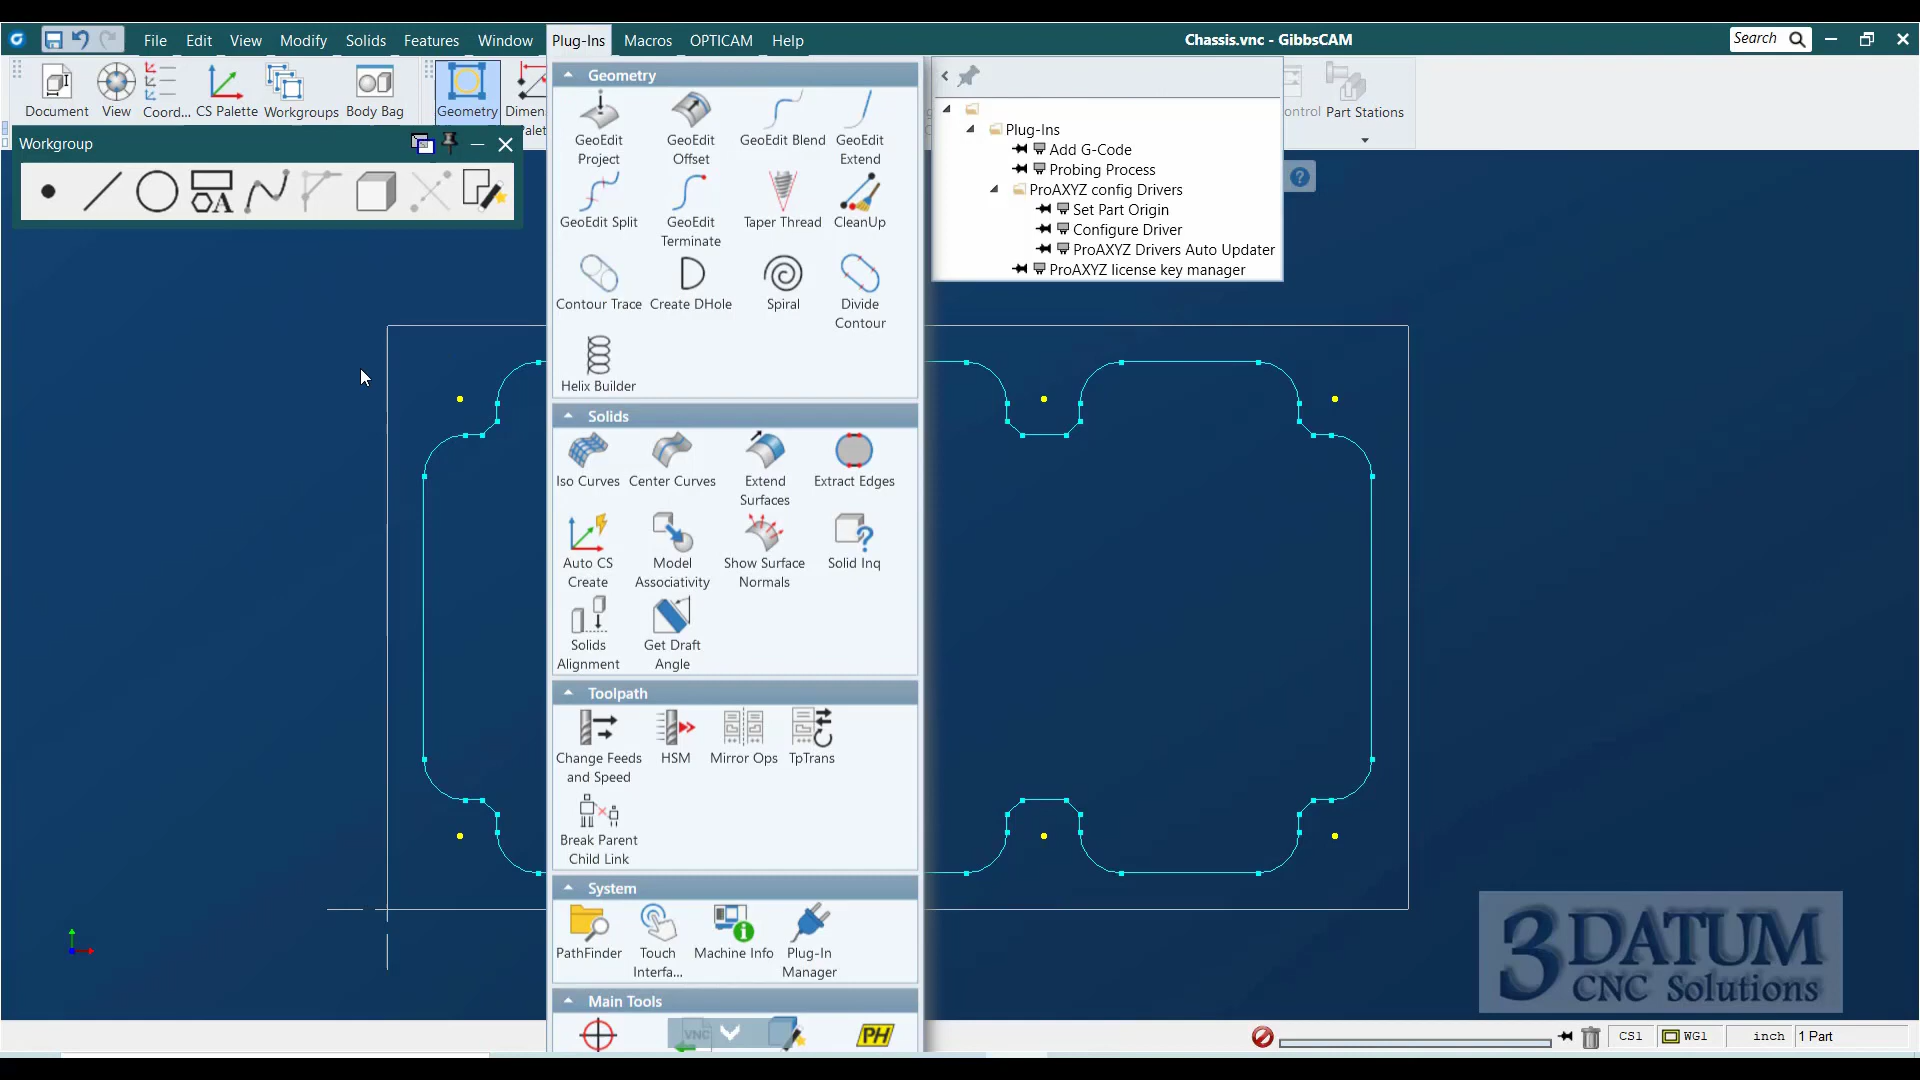 File Edit View Modify Solids Features Window Plug-Ins Macros OPTICAM Help
Chassis.vnc - GibbsCAM
Search
Document View Coord... CS Palette Workgroups Body Bag Geometry
Part Stations
Workgroup
Geometry
GeoEdit Project
GeoEdit Offset
GeoEdit Blend
GeoEdit Extend
GeoEdit Split
GeoEdit Terminate
Taper Thread
CleanUp
Contour Trace
Create DHole
Spiral
Divide Contour
Helix Builder
Solids
Iso Curves
Center Curves
Extend Surfaces
Extract Edges
Auto CS Create
Model Associativity
Show Surface Normals
Solid Inq
Solids Alignment
Get Draft Angle
Toolpath
Change Feeds and Speed
HSM
Mirror Ops
TpTrans
Break Parent Child Link
System
PathFinder
Touch Interfa...
Machine Info
Plug-In Manager
Main Tools
VNC
PH
Plug-Ins
Add G-Code
Probing Process
ProAXYZ config Drivers
Set Part Origin
Configure Driver
ProAXYZ Drivers Auto Updater
ProAXYZ license key manager
3DATUM
CNC Solutions
CS1 WG1 inch 1 Part